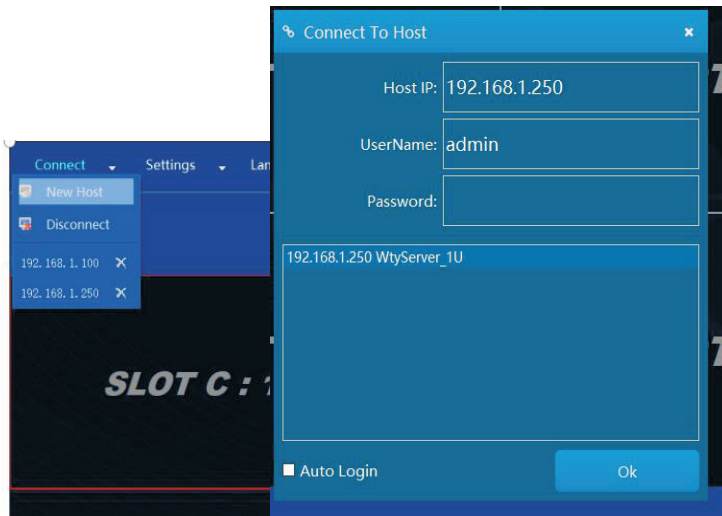 Connect To Host
Host IP: 192.168.1.250
UserName: admin
Password:
192.168.1.250 WtyServer_1U
Auto Login
Ok
Connect
Settings
New Host
Disconnect
192. 168. 1. 100
192. 168. 1. 250
SLOT C :